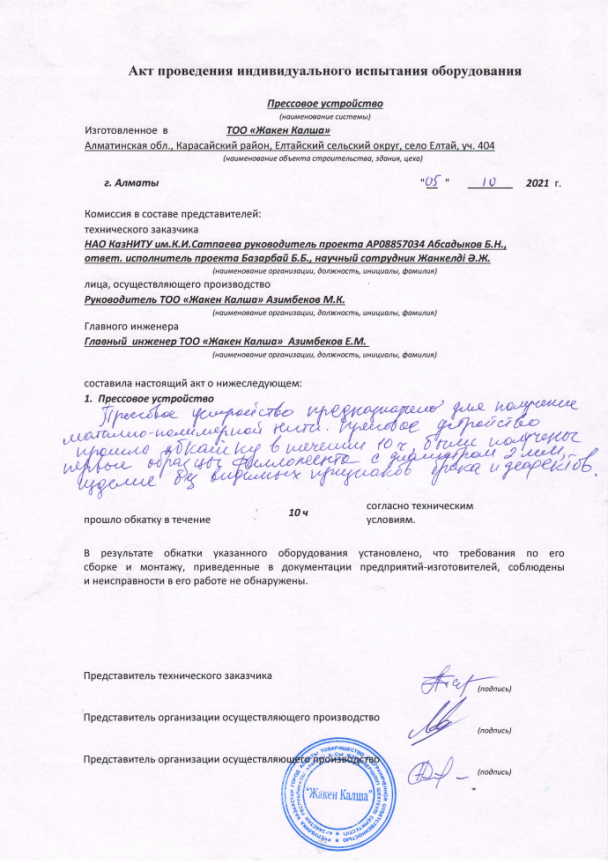 Акт проведения индивидуального испытания оборудования
Прессовое устройство
(наименование системы)
Изготовленное в ТОО «Жакен Калша»
Алматинская обл., Карасайский район, Елтайский сельский округ, село Елтай, уч. 404
(наименование объекта строительства, здания, цеха)
г. Алматы "05" 10 2021 г.
Комиссия в составе представителей:
технического заказчика
НАО КазНИТУ им.К.И.Сатпаева руководитель проекта АР08857034 Абсадыков Б.Н.,
ответ. исполнитель проекта Базарбай Б.Б., научный сотрудник Жанкелді Ә.Ж.
(наименование организации, должность, инициалы, фамилия)
лица, осуществляющего производство
Руководитель ТОО «Жакен Калша» Азимбеков М.К.
(наименование организации, должность, инициалы, фамилия)
Главного инженера
Главный инженер ТОО «Жакен Калша» Азимбеков Е.М.
(наименование организации, должность, инициалы, фамилия)
составила настоящий акт о нижеследующем:
1. Прессовое устройство
Прессовое устройство предназначено для получение
металло-полимерной нити. Прессовое устройство
прошло обкатку в течении 10 ч, были получены
первые образцы филамента с диаметром 2 мм,
изделие без видимых признаков брака и дефектов.
прошло обкатку в течение 10 ч согласно техническим
условиям.
В результате обкатки указанного оборудования установлено, что требования по его
сборке и монтажу, приведенные в документации предприятий-изготовителей, соблюдены
и неисправности в его работе не обнаружены.
Представитель технического заказчика (подпись)
Представитель организации осуществляющего производство (подпись)
Представитель организации осуществляющего производство (подпись)
"Жакен Калша"